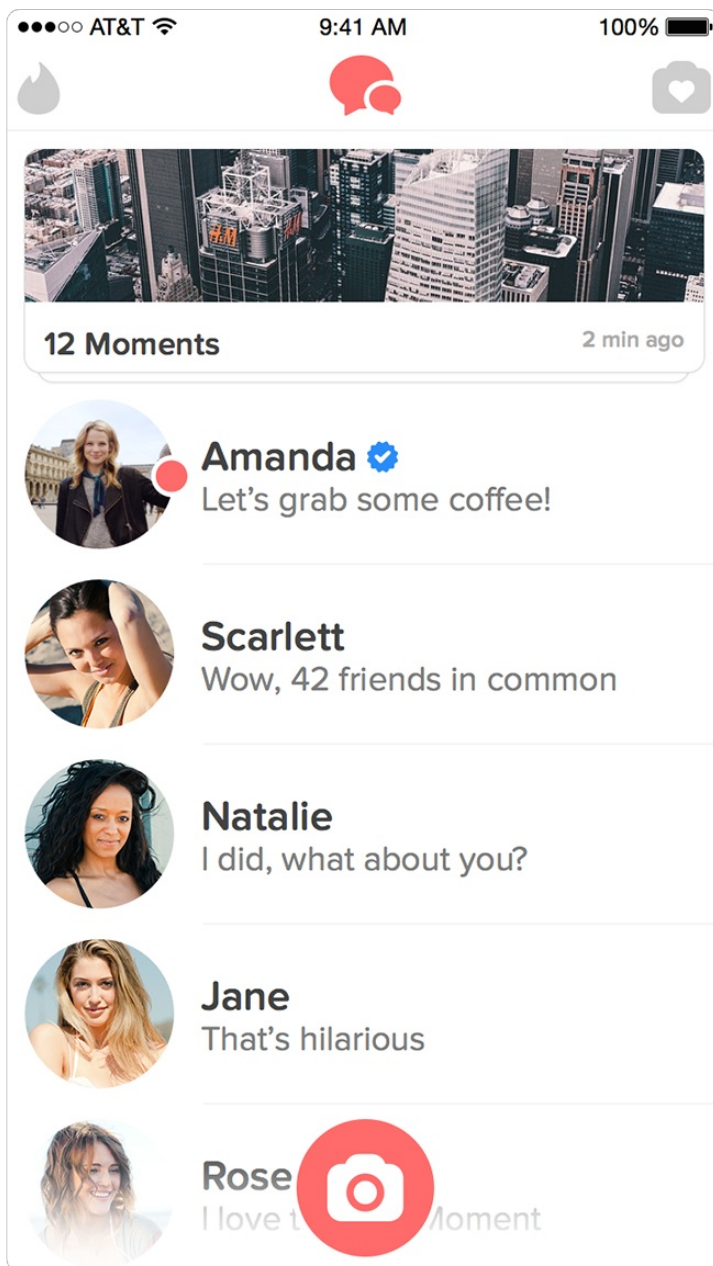 AT&T 9:41 AM 100%
H&M
12 Moments 2 min ago
Amanda
Let’s grab some coffee!
Scarlett
Wow, 42 friends in common
Natalie
I did, what about you?
Jane
That’s hilarious
Rose
I love Moment